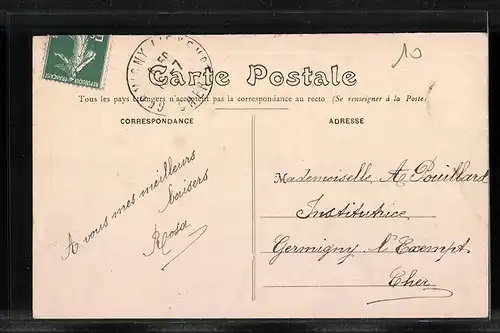 10
Carte Postale
Tous les pays étrangers n'acceptent pas la correspondance au recto (Se renseigner à la Poste)
CORRESPONDANCE
ADRESSE
A vous mes meilleurs
baisers
Rosa
Mademoiselle A Pouillard
Institutrice
Germigny l'Exempt
Cher